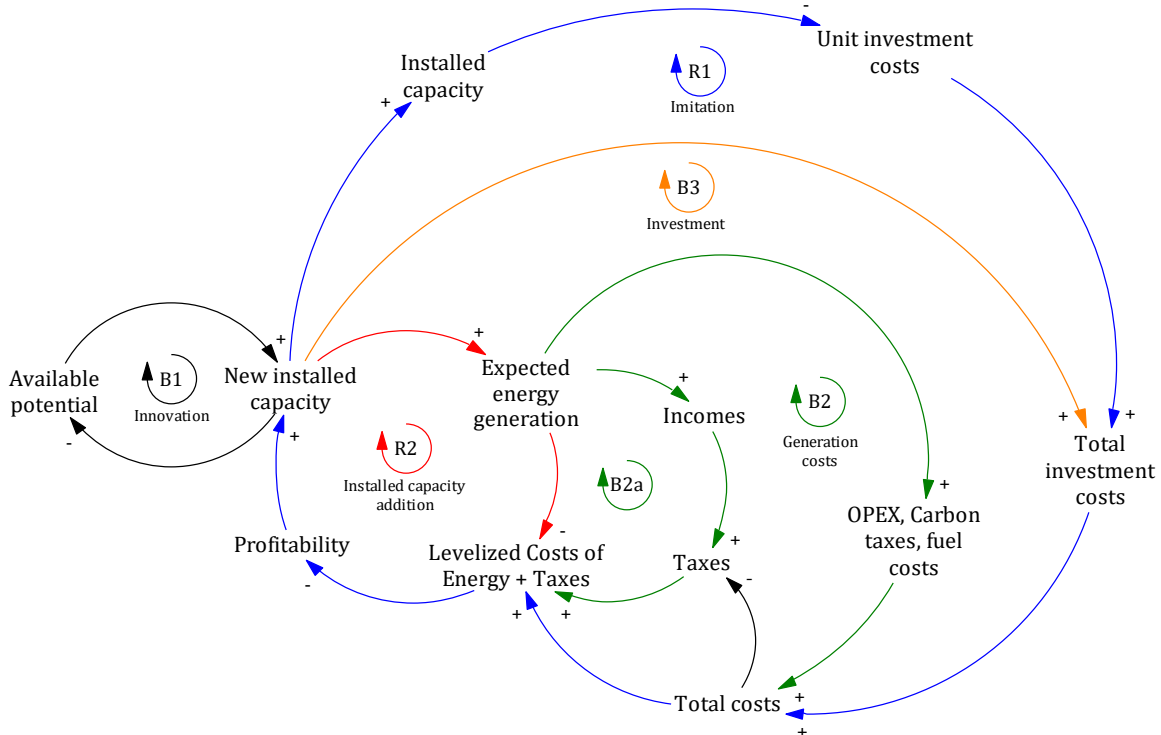 -
Unit investment
costs
Installed
capacity
R1
+
Imitation
B3
Investment
+
+
Available
potential
B1
Innovation
New installed
capacity
Expected
energy
generation
+
Incomes
B2
Generation
costs
-
+
+
+
R2
Installed capacity
addition
B2a
Total
investment
costs
+
OPEX, Carbon
taxes, fuel
costs
-
+
Profitability
Levelized Costs of
Energy + Taxes
Taxes
-
-
+
+
Total costs
+
+